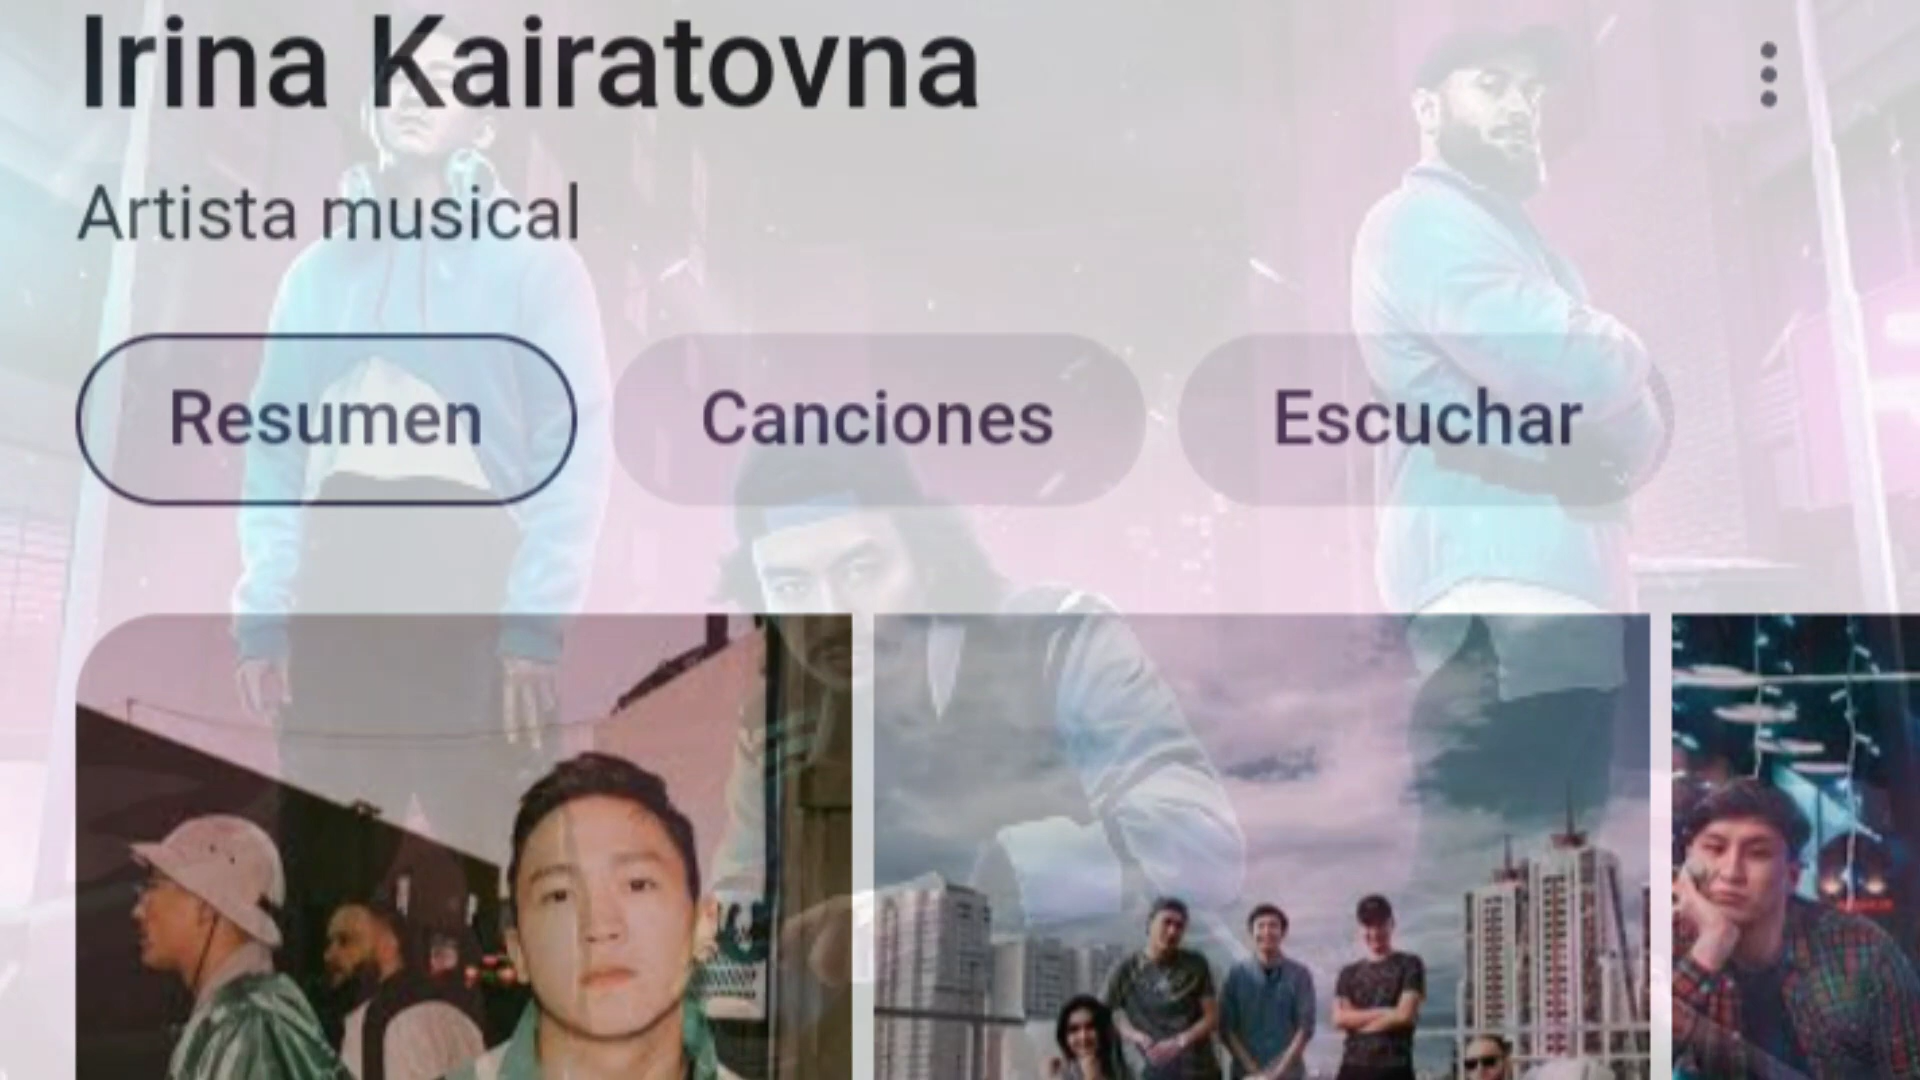 Irina Kairatovna
Artista musical
Resumen
Canciones
Escuchar